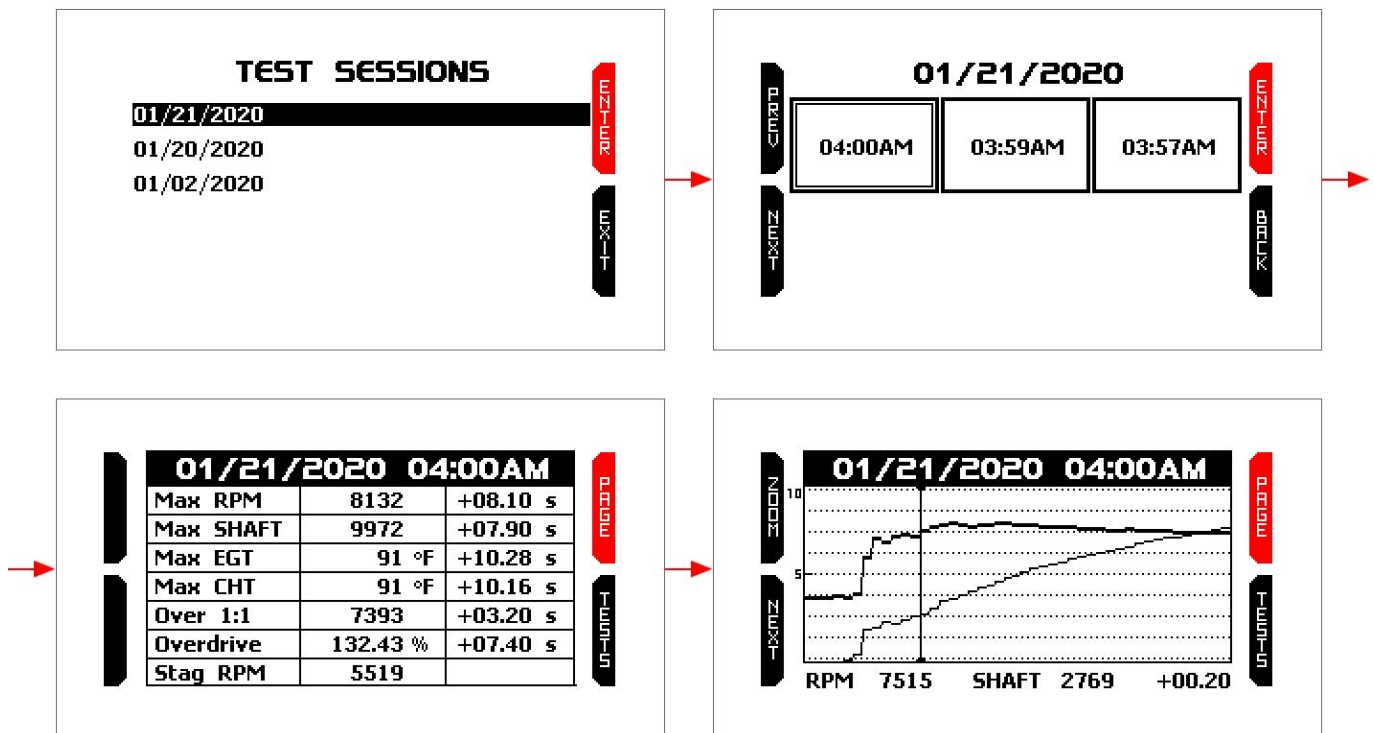 TEST SESSIONS
01/21/2020
01/20/2020
01/02/2020
ENTER
EXIT
01/21/2020
PREV
NEXT
04:00AM 03:59AM 03:57AM
ENTER
BACK
01/21/2020 04:00AM
Max RPM 8132 +08.10 s
Max SHAFT 9972 +07.90 s
Max EGT 91 °F +10.28 s
Max CHT 91 °F +10.16 s
Over 1:1 7393 +03.20 s
Overdrive 132.43 % +07.40 s
Stag RPM 5519
PAGE
TESTS
01/21/2020 04:00AM
ZOOM
NEXT
10
5
RPM 7515 SHAFT 2769 +00.20
PAGE
TESTS